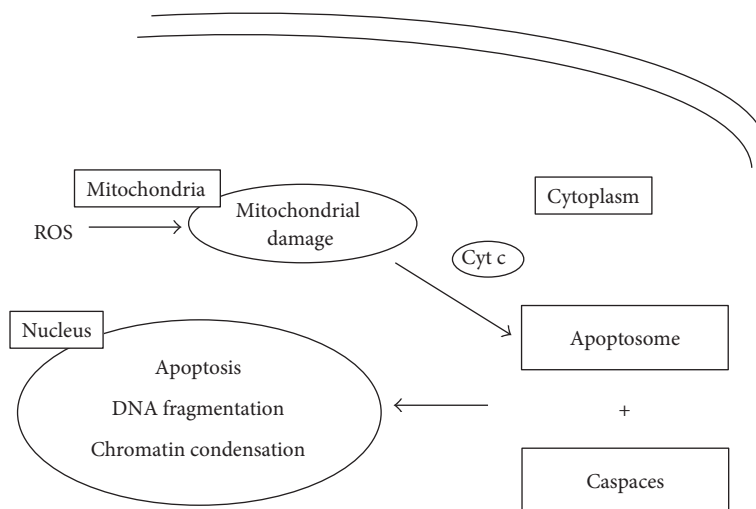 Mitochondria
ROS
Mitochondrial
damage
Cytoplasm
Cyt c
Nucleus
Apoptosis
DNA fragmentation
Chromatin condensation
Apoptosome
+
Caspaces